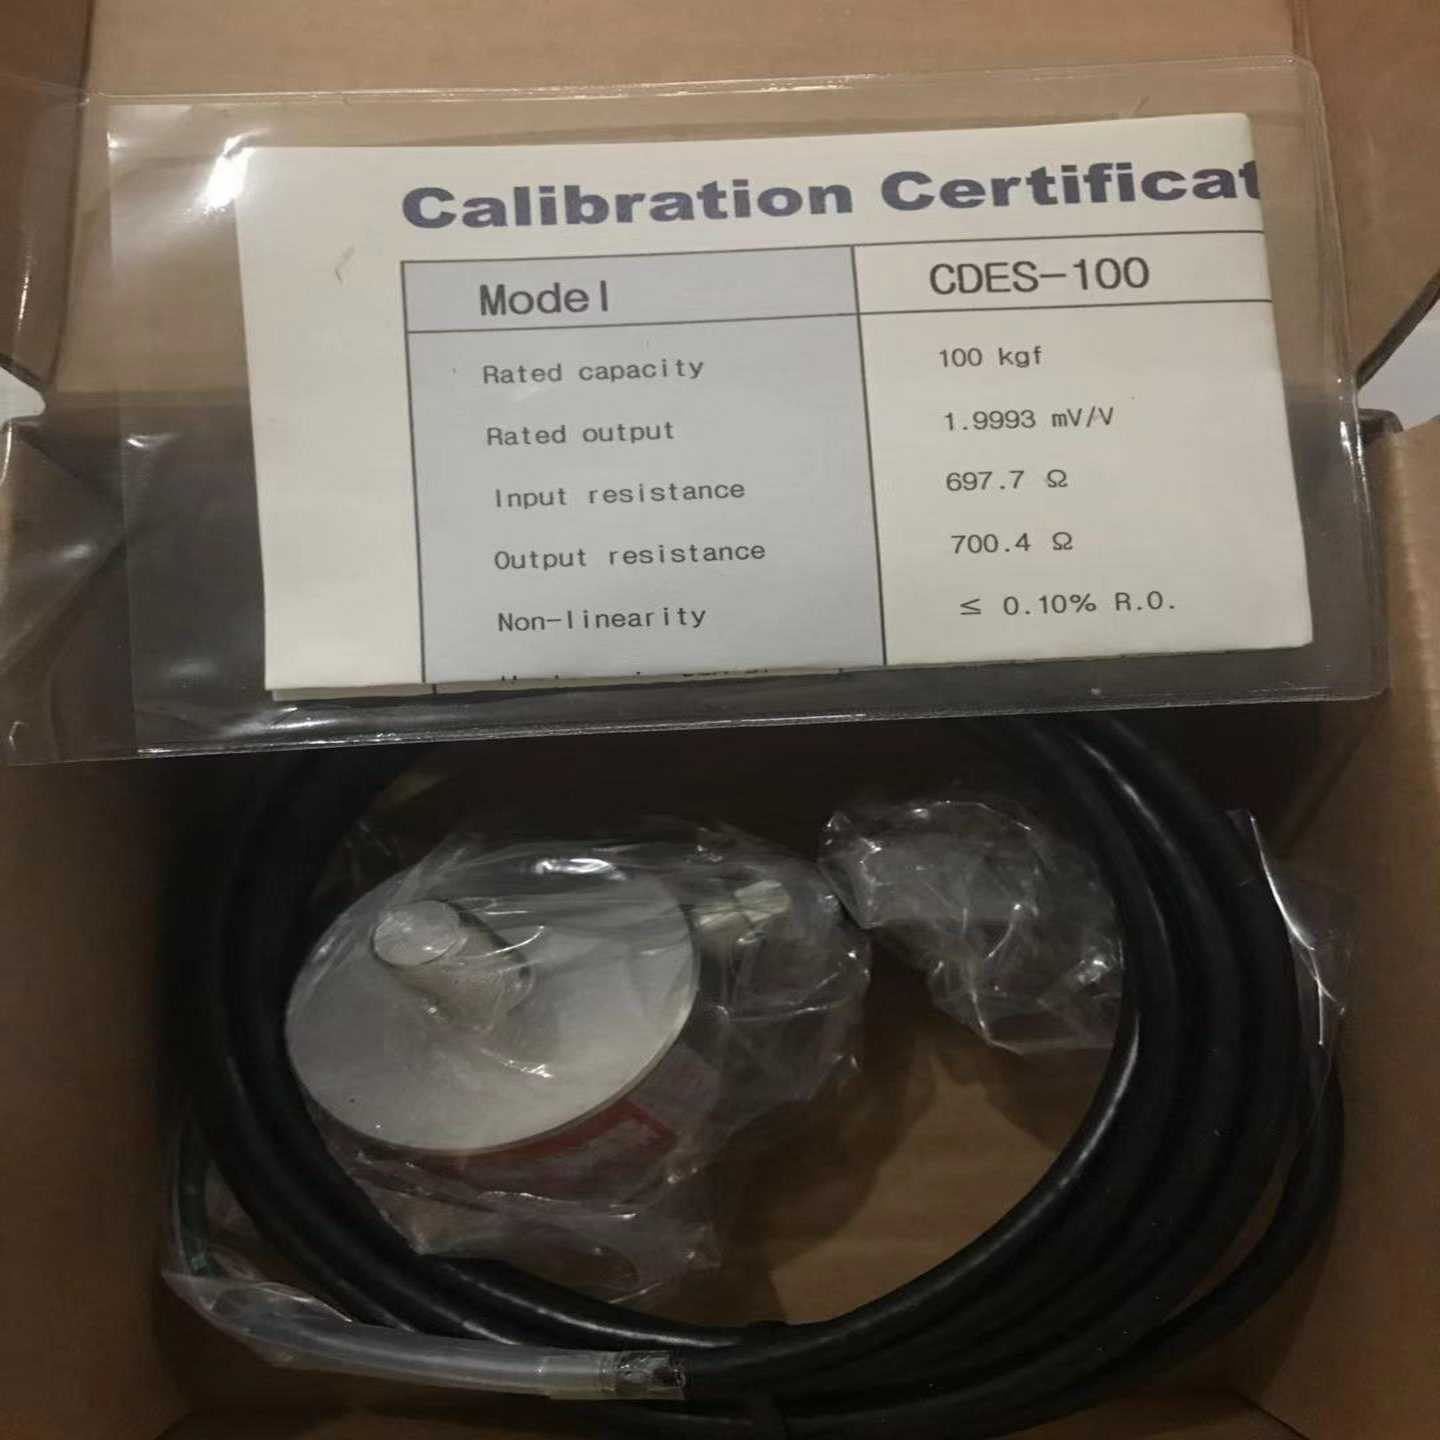 Calibration Certificat
Model CDES-100
Rated capacity 100 kgf
Rated output 1.9993 mV/V
Input resistance 697.7 Ω
Output resistance 700.4 Ω
Non-linearity ≤ 0.10% R.O.